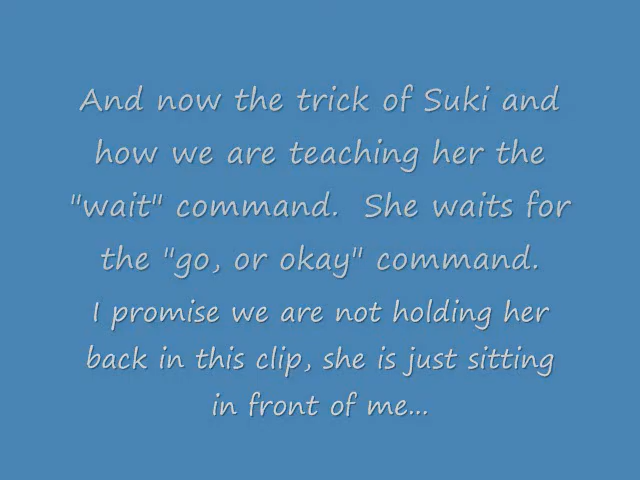 And now the trick of Suki and
how we are teaching her the
"wait" command.  She waits for
the "go, or okay" command.
I promise we are not holding her
back in this clip, she is just sitting
in front of me...